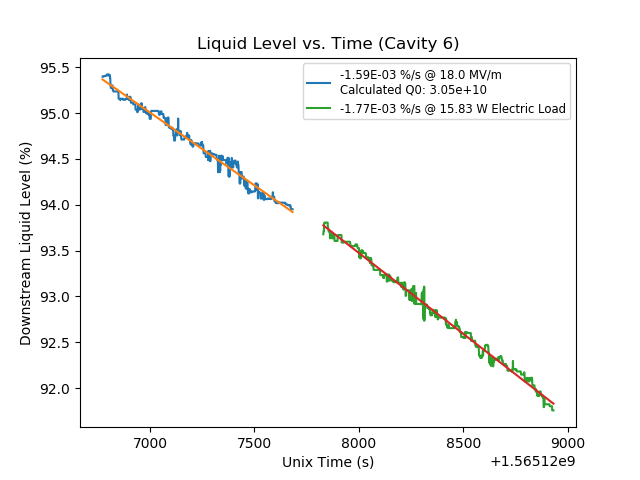 Liquid Level vs. Time (Cavity 6)
-1.59E-03 %/s @ 18.0 MV/m
Calculated Q0: 3.05e+10
-1.77E-03 %/s @ 15.83 W Electric Load
Downstream Liquid Level (%)
95.5
95.0
94.5
94.0
93.5
93.0
92.5
92.0
7000 7500 8000 8500 9000
Unix Time (s)
+1.56512e9